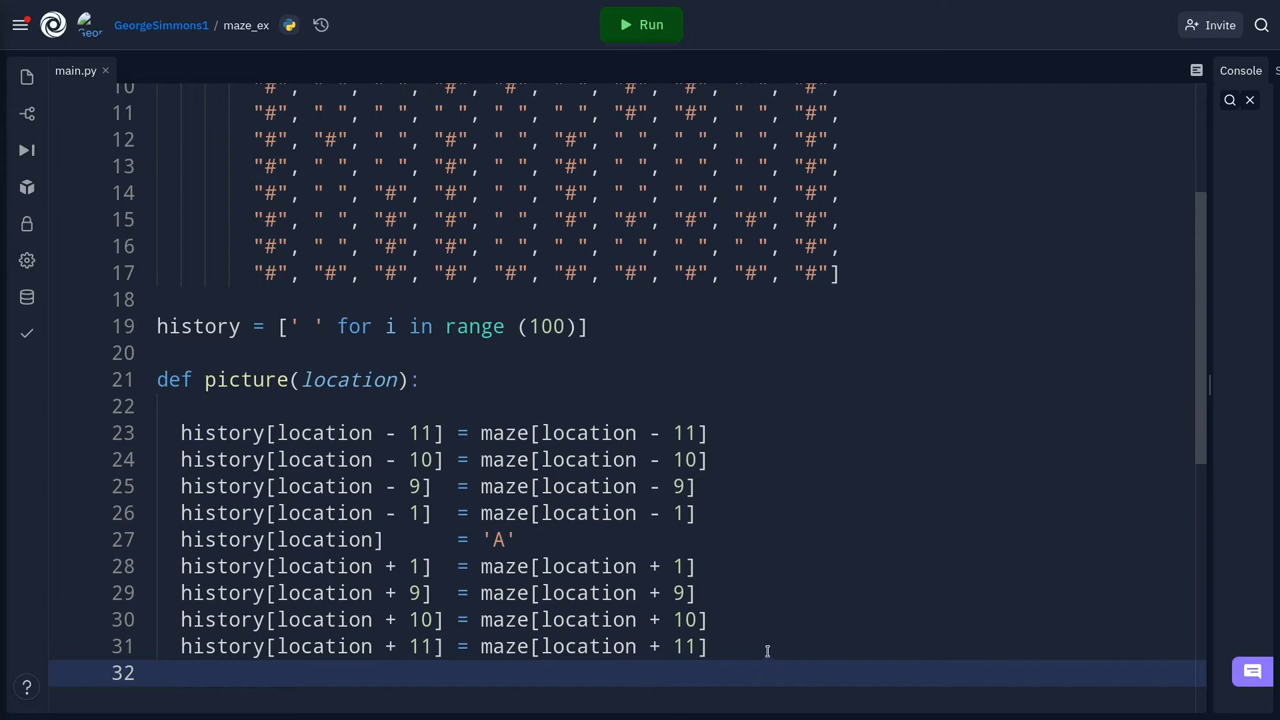 GeorgeSimmons1 / maze_ex
Run
Invite
main.py ×
Console
10 "#", " ", " ", "#", "#", " ", "#", "#", " ", "#",
11 "#", " ", " ", " ", " ", " ", "#", "#", " ", "#",
12 "#", "#", " ", "#", " ", "#", " ", " ", " ", "#",
13 "#", " ", " ", "#", " ", "#", " ", " ", " ", "#",
14 "#", " ", "#", "#", " ", "#", " ", " ", " ", "#",
15 "#", " ", "#", " ", " ", "#", "#", "#", "#", "#",
16 "#", " ", "#", " ", " ", " ", " ", " ", " ", "#",
17 "#", "#", "#", "#", "#", "#", "#", "#", "#", "#"]
18
19 history = [' ' for i in range (100)]
20
21 def picture(location):
22
23 history[location - 11] = maze[location - 11]
24 history[location - 10] = maze[location - 10]
25 history[location - 9] = maze[location - 9]
26 history[location - 1] = maze[location - 1]
27 history[location] = 'A'
28 history[location + 1] = maze[location + 1]
29 history[location + 9] = maze[location + 9]
30 history[location + 10] = maze[location + 10]
31 history[location + 11] = maze[location + 11]
32